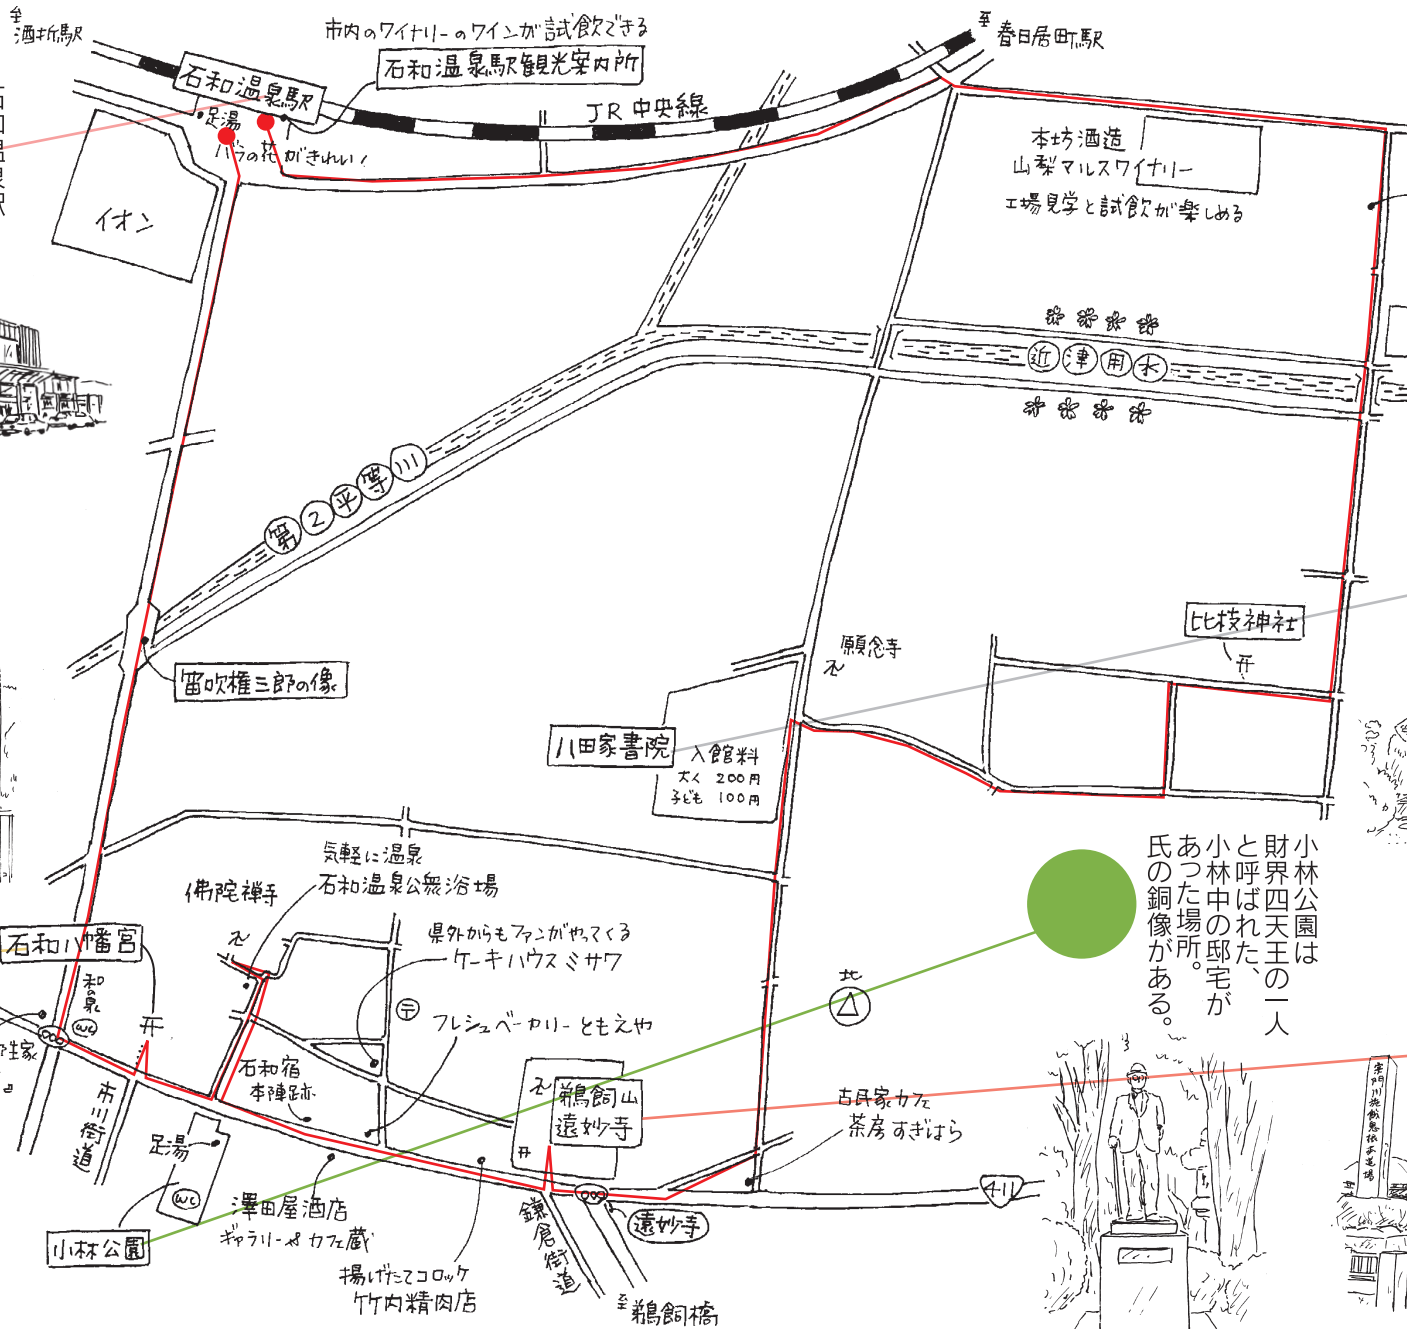 至
酒折駅
市内のワイナリーのワインが試飲できる
石和温泉駅観光案内所
石和温泉駅
足湯
バラの花がきれい！
イオン
JR中央線
至
春日居町駅
本坊酒造
山梨マルスワイナリー
工場見学と試飲が楽しめる
近津用水
第2平等川
笛吹権三郎の像
願念寺
比枝神社
八田家書院
入館料
大人 200円
子ども 100円
気軽に温泉
石和温泉公衆浴場
佛陀禅寺
石和八幡宮
和の泉
WC
県外からもファンがやってくる
ケーキハウスミサワ
〒
フレシュベーカリーともえや
石和宿
本陣跡
市川街道
足湯
WC
小林公園
澤田屋酒店
ギャラリー&カフェ蔵
揚げたてコロッケ
竹内精肉店
鵜飼山
遠妙寺
鎌倉街道
遠妙寺
至
鵜飼橋
古民家カフェ
茶房すぎはら
411
北
小林公園は
財界四天王の一人
と呼ばれた、
小林中の邸宅が
あった場所。
氏の銅像がある。